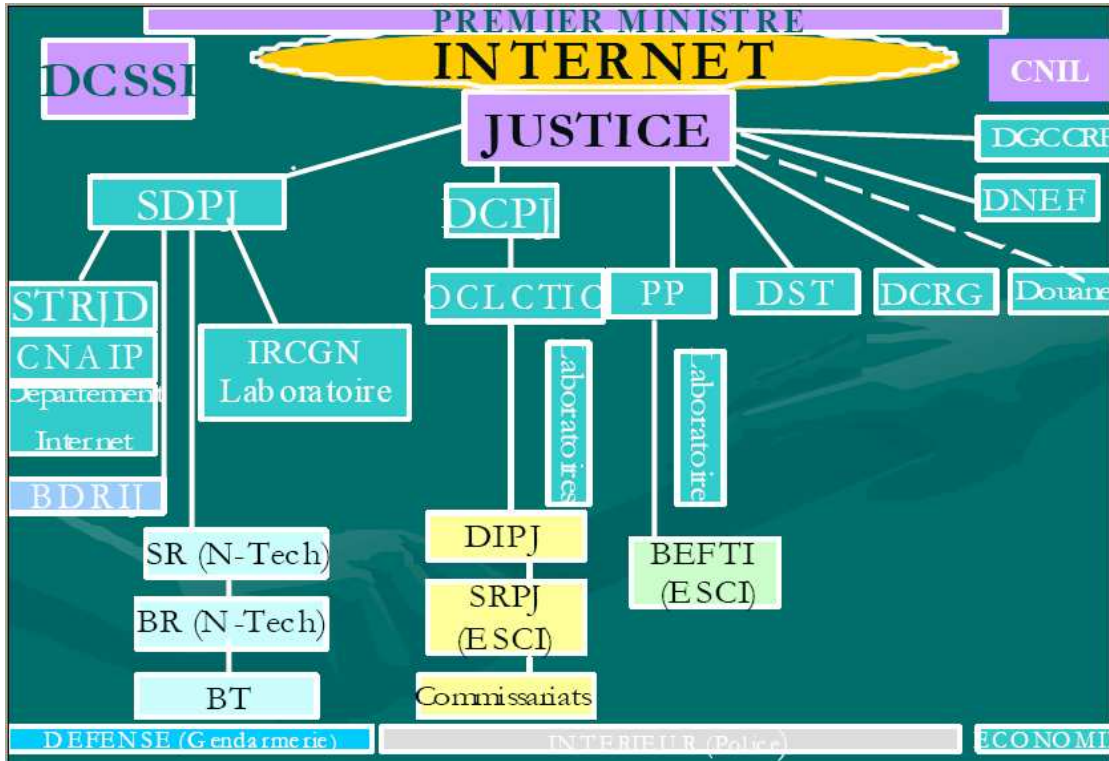 PREMIER MINISTRE
INTERNET
DCSSI
CNIL
JUSTICE
DGCCRF
SDPJ
DCPJ
DNEF
STRJD
OCLCTIC
PP
DST
DCRG
Douane
CNAIP
IRCGN
Laboratoire
Département
Internet
Laboratoires
Laboratoire
BDRIJ
SR (N-Tech)
DIPJ
BEFTI
(ESCI)
BR (N-Tech)
SRPJ
(ESCI)
BT
Commissariats
DEFENSE (Gendarmerie)
INTERIEUR (Police)
ECONOMIE